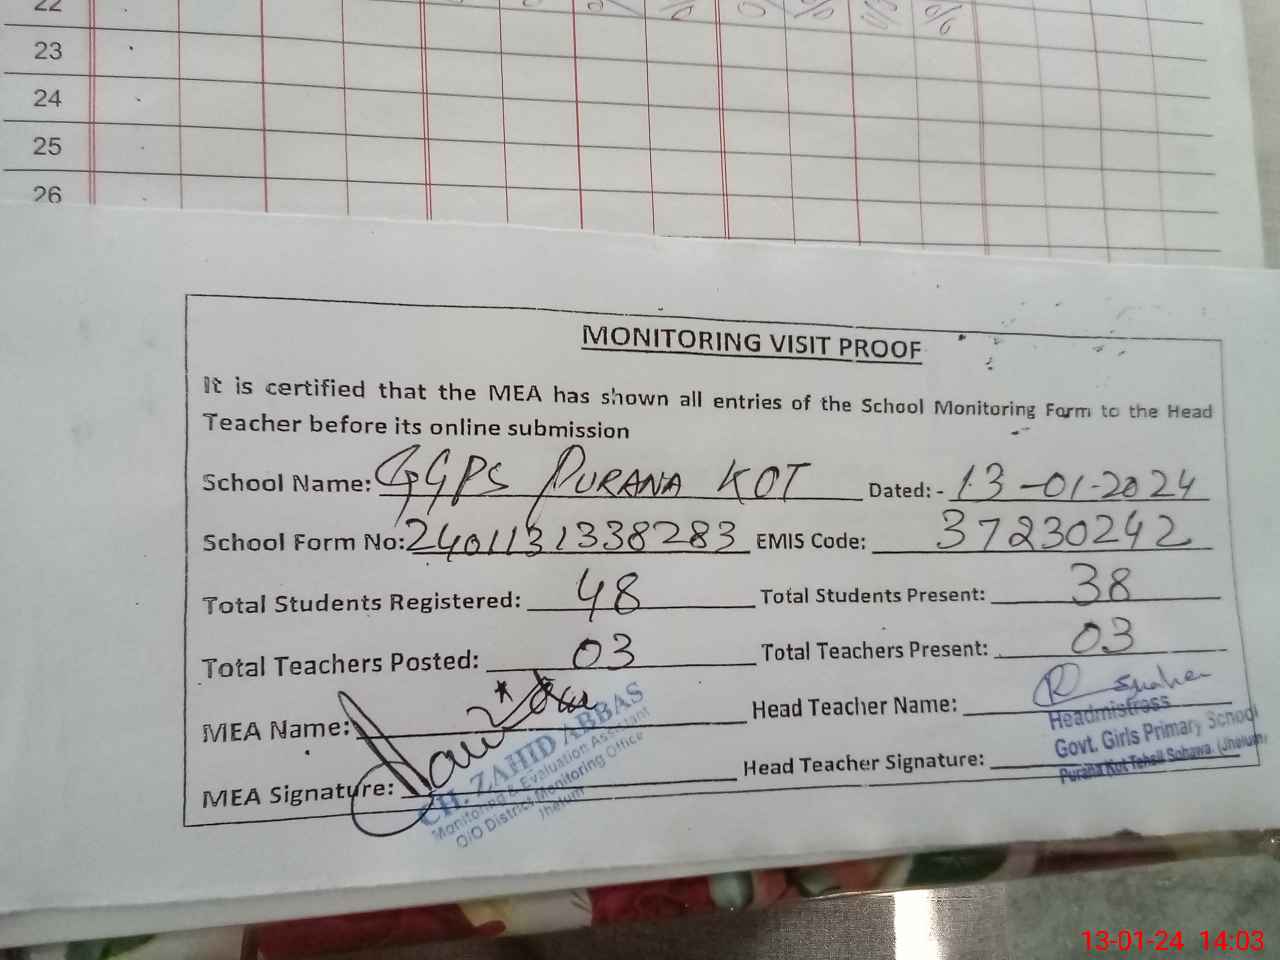 22
23
24
25
26
MONITORING VISIT PROOF
It is certified that the MEA has shown all entries of the School Monitoring Form to the Head
Teacher before its online submission
School Name: GGPS PURANA KOT Dated: - 13-01-2024
School Form No: 2401131338283 EMIS Code: 37230242
Total Students Registered: 48 Total Students Present: 38
Total Teachers Posted: 03 Total Teachers Present: 03
MEA Name: Head Teacher Name:
Headmistress
Govt. Girls Primary School
Purana Kot Tehsil Sohawa (Jhelum)
MEA Signature: Head Teacher Signature:
CH. ZAHID ABBAS
Monitoring & Evaluation Assistant
O/O District Monitoring Office
Jhelum
13-01-24 14:03